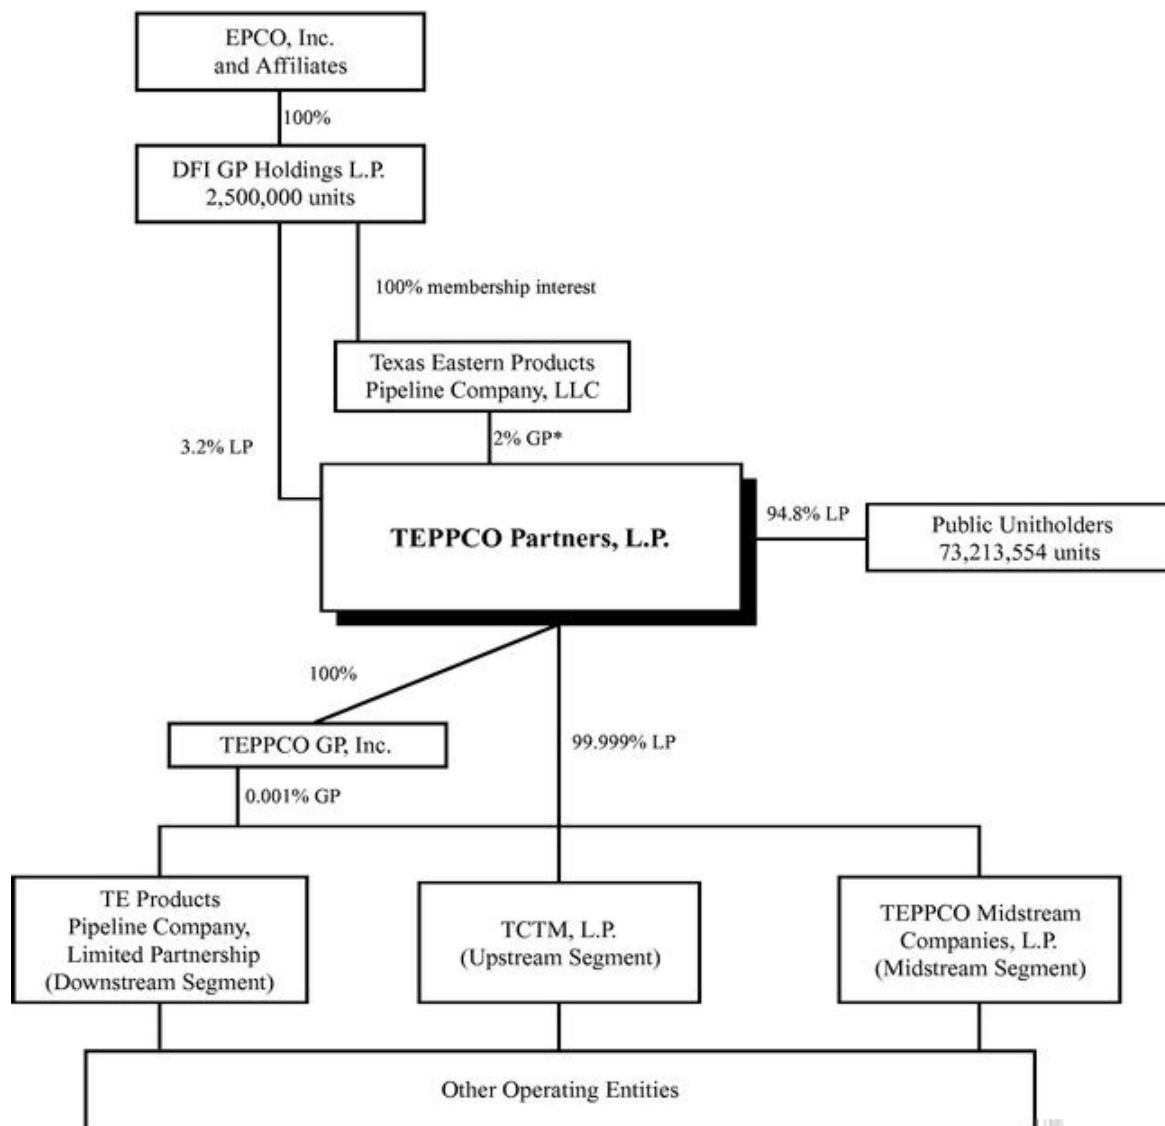 EPCO, Inc.
and Affiliates
100%
DFI GP Holdings L.P.
2,500,000 units
100% membership interest
Texas Eastern Products
Pipeline Company, LLC
3.2% LP
2% GP*
TEPPCO Partners, L.P.
94.8% LP
Public Unitholders
73,213,554 units
100%
TEPPCO GP, Inc.
99.999% LP
0.001% GP
TE Products
Pipeline Company,
Limited Partnership
(Downstream Segment)
TCTM, L.P.
(Upstream Segment)
TEPPCO Midstream
Companies, L.P.
(Midstream Segment)
Other Operating Entities